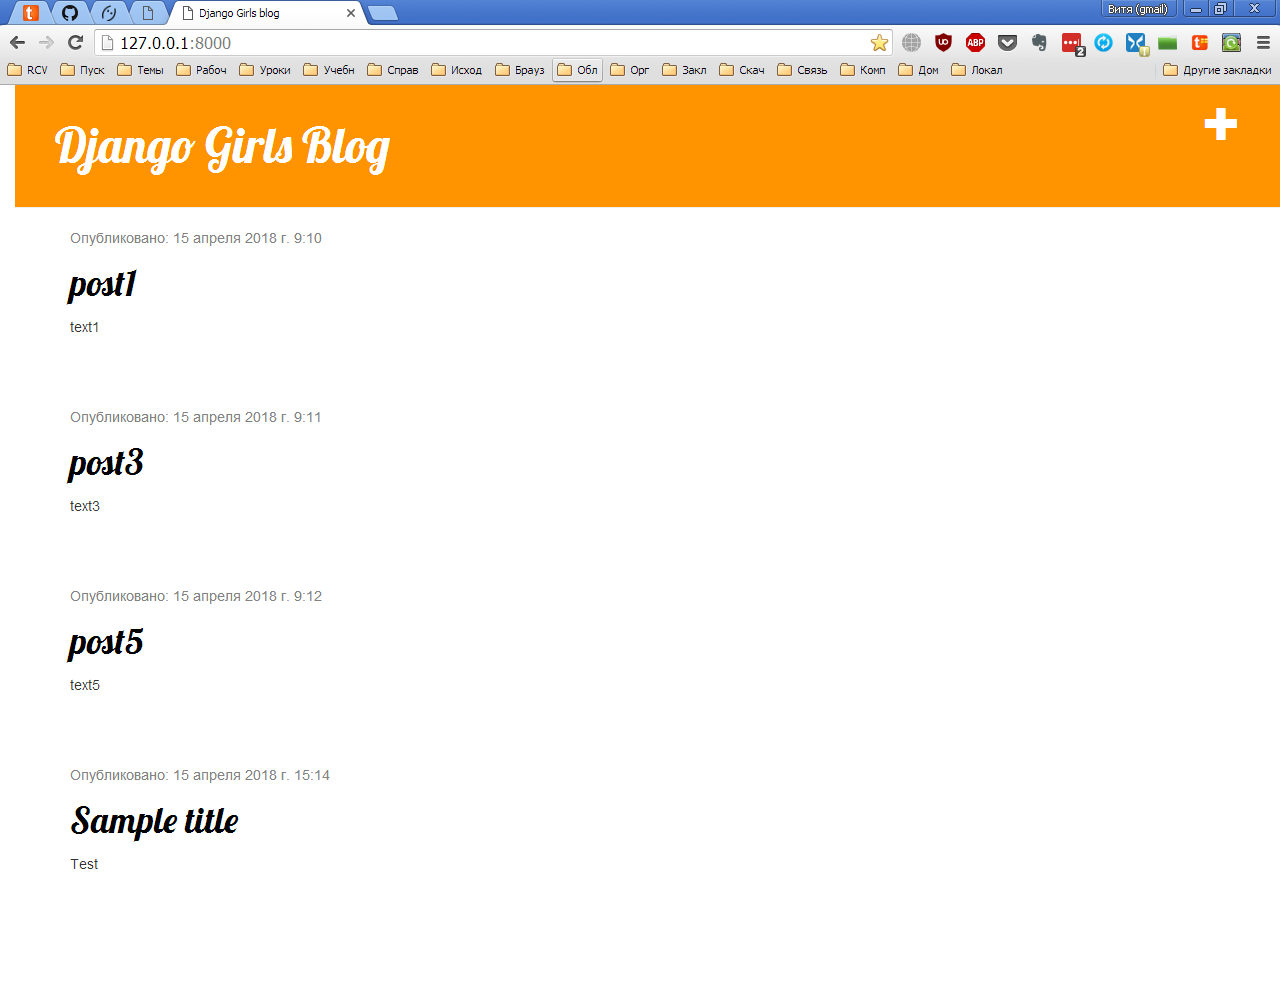 Django Girls blog
Витя (gmail)
127.0.0.1:8000
RCV Пуск Темы Рабоч Уроки Учебн Справ Исход Брауз Обл Орг Закл Скач Связь Комп Дом Локал Другие закладки
Django Girls Blog
Опубликовано: 15 апреля 2018 г. 9:10
post1
text1
Опубликовано: 15 апреля 2018 г. 9:11
post3
text3
Опубликовано: 15 апреля 2018 г. 9:12
post5
text5
Опубликовано: 15 апреля 2018 г. 15:14
Sample title
Test